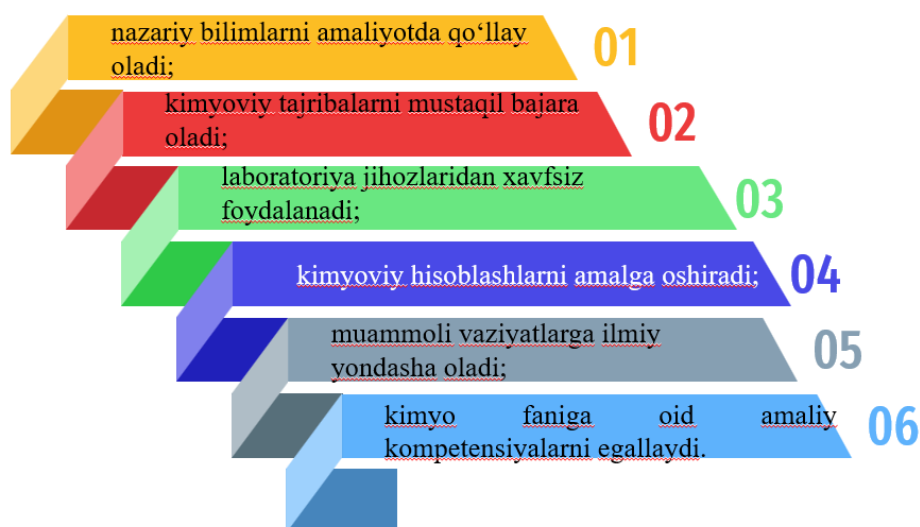 nazariy bilimlarni amaliyotda qo‘llay
oladi;
01
kimyoviy tajribalarni mustaqil bajara
oladi;
02
laboratoriya jihozlaridan xavfsiz
foydalanadi;
03
kimyoviy hisoblashlarni amalga oshiradi;
04
muammoli vaziyatlarga ilmiy
yondasha oladi;
05
kimyo faniga oid amaliy
kompetensiyalarni egallaydi.
06